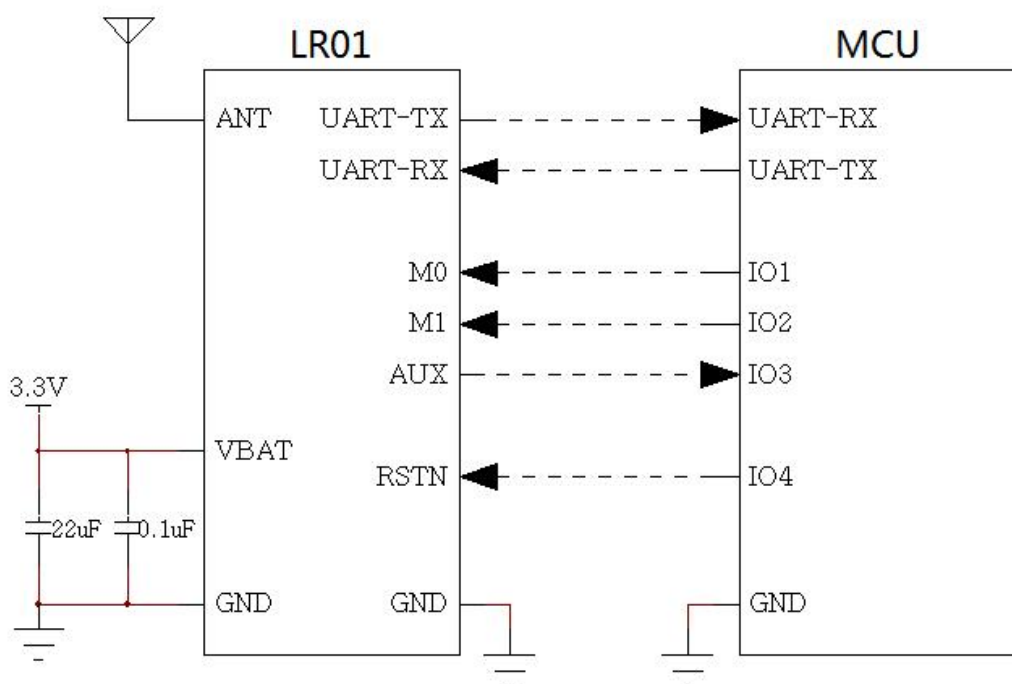 LR01
MCU
ANT
UART-TX
UART-RX
UART-RX
UART-TX
M0
IO1
M1
IO2
AUX
IO3
3.3V
VBAT
RSTN
IO4
22uF
0.1uF
GND
GND
GND